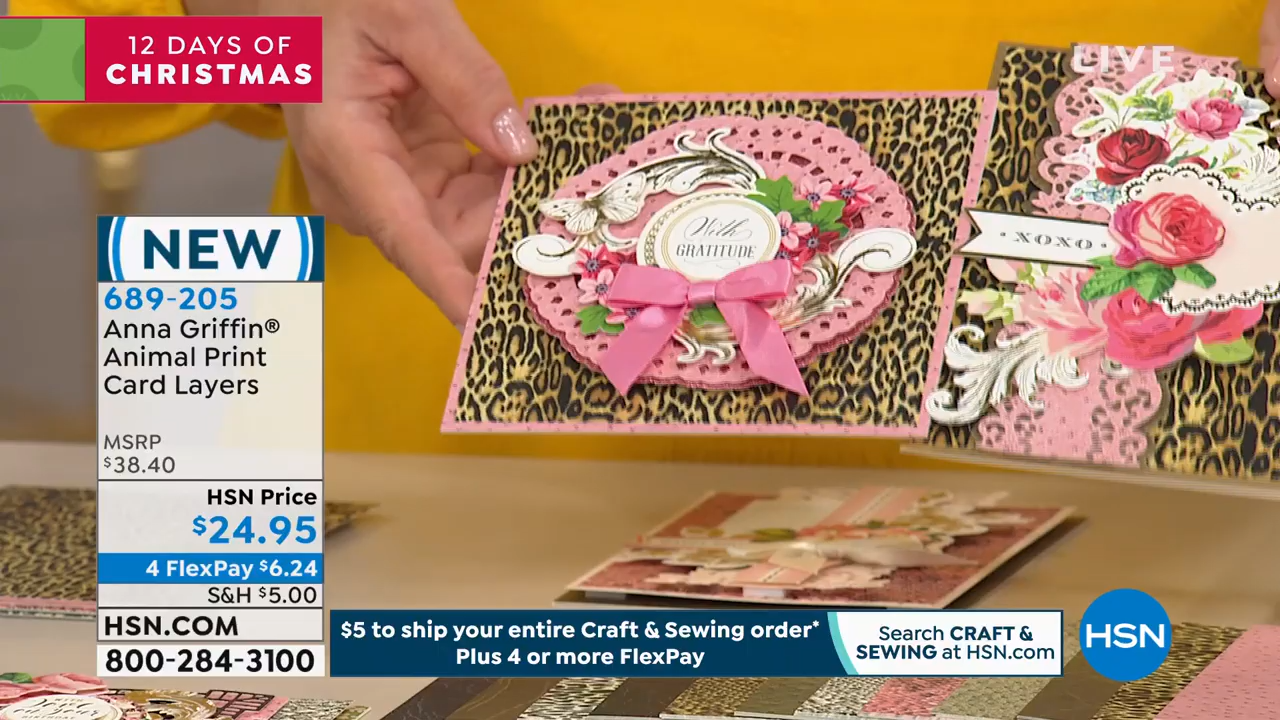 12 DAYS OF
CHRISTMAS
LIVE
NEW
689-205
Anna Griffin®
Animal Print
Card Layers
MSRP
$38.40
HSN Price
$24.95
4 FlexPay $6.24
S&H $5.00
HSN.COM
800-284-3100
With
GRATITUDE
• XOXO •
$5 to ship your entire Craft & Sewing order*
Plus 4 or more FlexPay
Search CRAFT &
SEWING at HSN.com
HSN